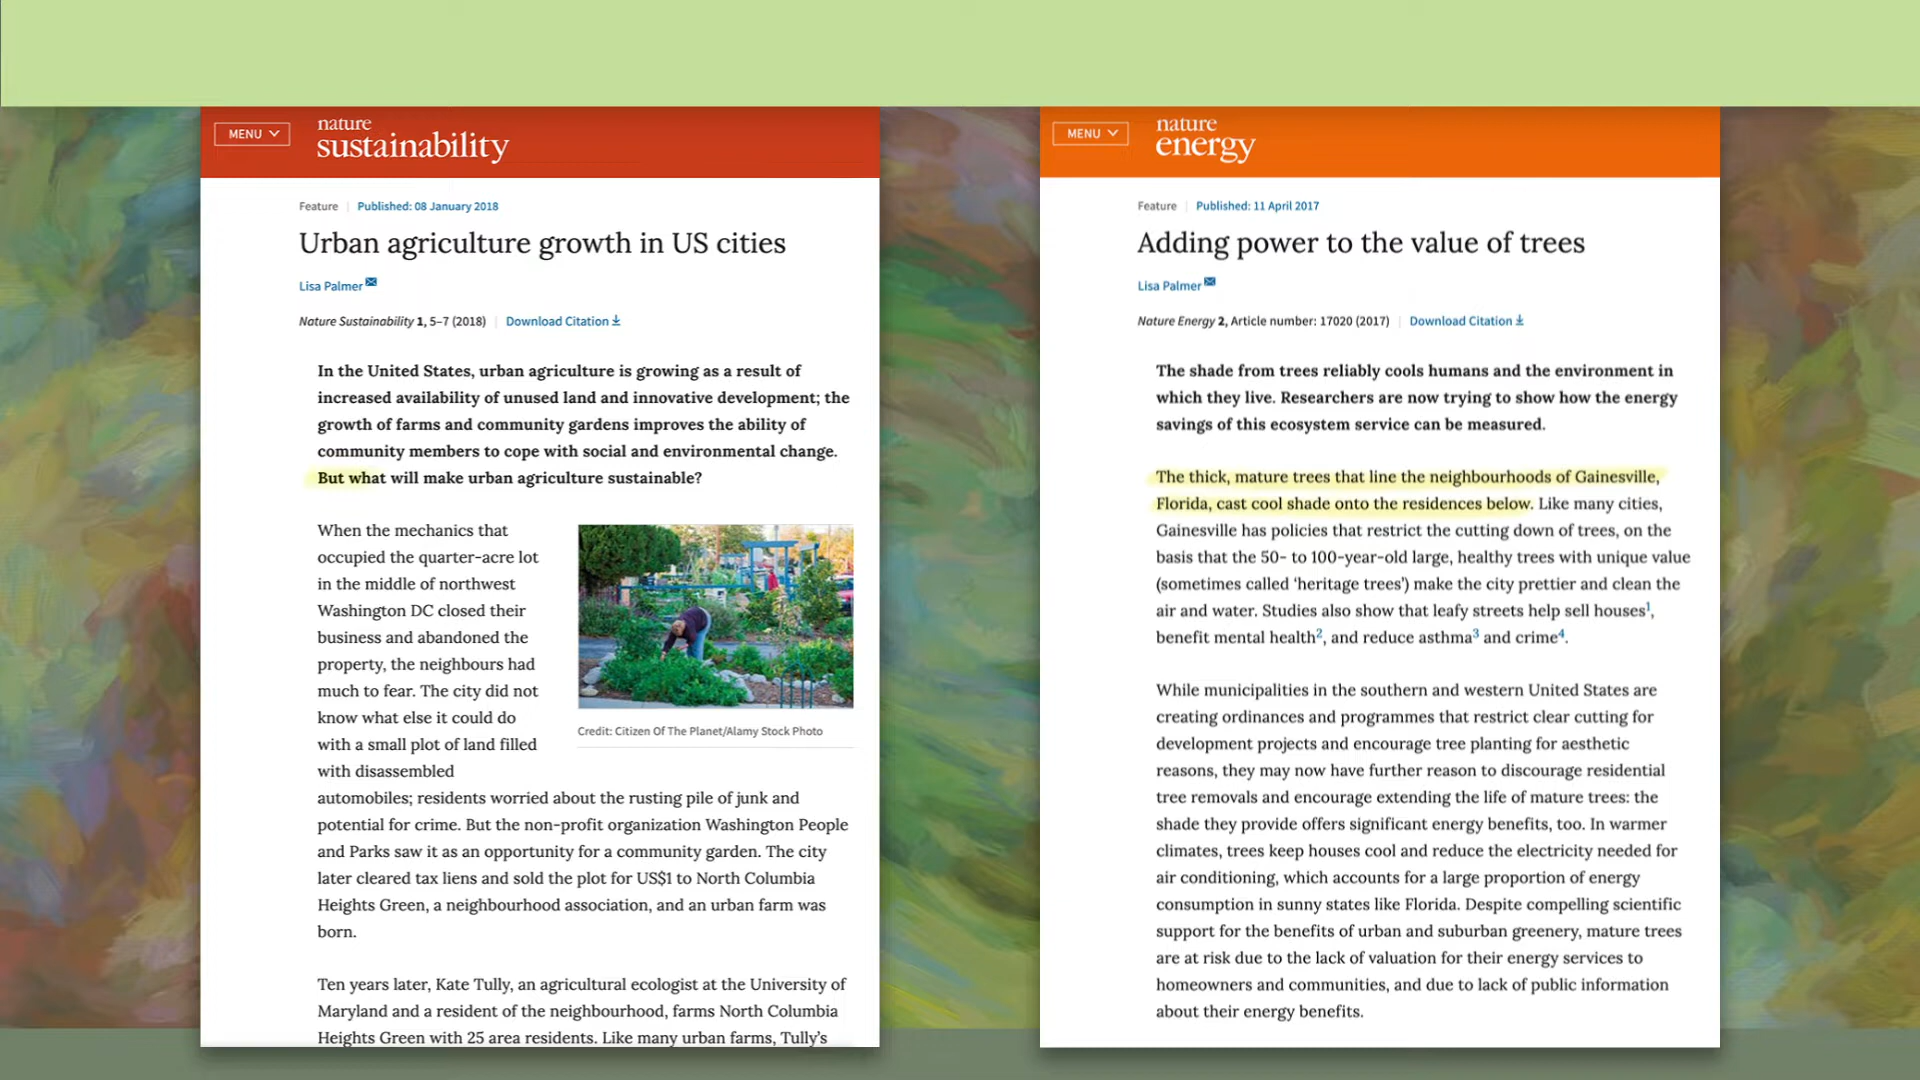 MENU
nature
sustainability
Feature | Published: 08 January 2018
Urban agriculture growth in US cities
Lisa Palmer
Nature Sustainability 1, 5–7 (2018) | Download Citation
In the United States, urban agriculture is growing as a result of
increased availability of unused land and innovative development; the
growth of farms and community gardens improves the ability of
community members to cope with social and environmental change.
But what will make urban agriculture sustainable?
When the mechanics that
occupied the quarter-acre lot
in the middle of northwest
Washington DC closed their
business and abandoned the
property, the neighbours had
much to fear. The city did not
know what else it could do
with a small plot of land filled
with disassembled
Credit: Citizen Of The Planet/Alamy Stock Photo
automobiles; residents worried about the rusting pile of junk and
potential for crime. But the non-profit organization Washington People
and Parks saw it as an opportunity for a community garden. The city
later cleared tax liens and sold the plot for US$1 to North Columbia
Heights Green, a neighbourhood association, and an urban farm was
born.
Ten years later, Kate Tully, an agricultural ecologist at the University of
Maryland and a resident of the neighbourhood, farms North Columbia
Heights Green with 25 area residents. Like many urban farms, Tully’s
MENU
nature
energy
Feature | Published: 11 April 2017
Adding power to the value of trees
Lisa Palmer
Nature Energy 2, Article number: 17020 (2017) | Download Citation
The shade from trees reliably cools humans and the environment in
which they live. Researchers are now trying to show how the energy
savings of this ecosystem service can be measured.
The thick, mature trees that line the neighbourhoods of Gainesville,
Florida, cast cool shade onto the residences below. Like many cities,
Gainesville has policies that restrict the cutting down of trees, on the
basis that the 50- to 100-year-old large, healthy trees with unique value
(sometimes called ‘heritage trees’) make the city prettier and clean the
air and water. Studies also show that leafy streets help sell houses1,
benefit mental health2, and reduce asthma3 and crime4.
While municipalities in the southern and western United States are
creating ordinances and programmes that restrict clear cutting for
development projects and encourage tree planting for aesthetic
reasons, they may now have further reason to discourage residential
tree removals and encourage extending the life of mature trees: the
shade they provide offers significant energy benefits, too. In warmer
climates, trees keep houses cool and reduce the electricity needed for
air conditioning, which accounts for a large proportion of energy
consumption in sunny states like Florida. Despite compelling scientific
support for the benefits of urban and suburban greenery, mature trees
are at risk due to the lack of valuation for their energy services to
homeowners and communities, and due to lack of public information
about their energy benefits.